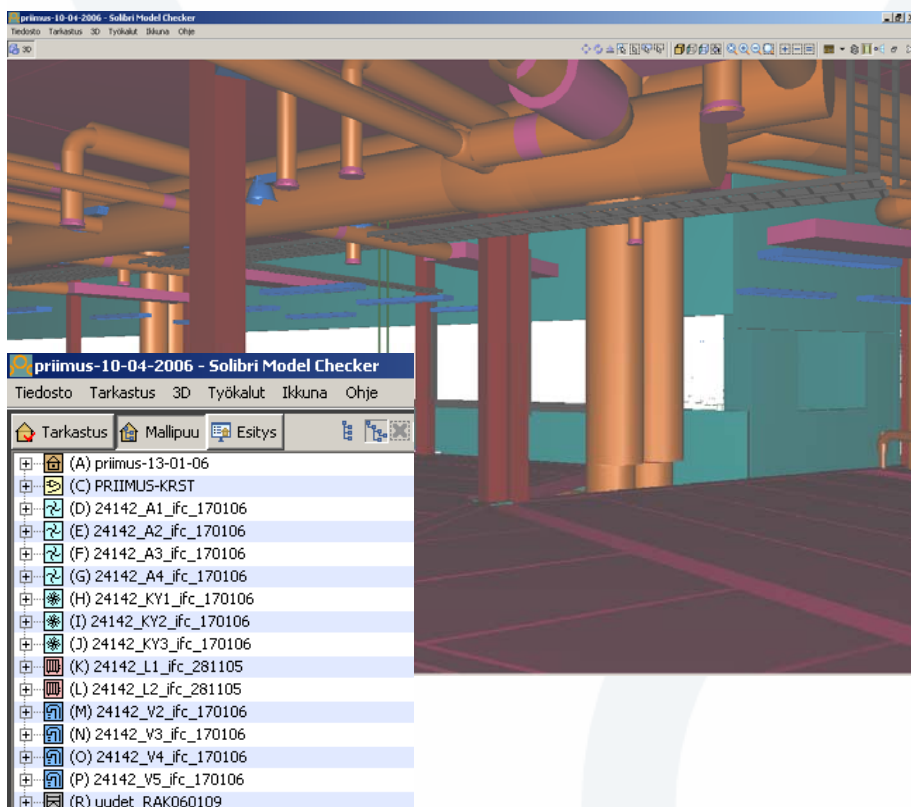 priimus-10-04-2006 - Solibri Model Checker
Tiedosto Tarkastus 3D Työkalut Ikkuna Ohje
3D
priimus-10-04-2006 - Solibri Model Checker
Tiedosto Tarkastus 3D Työkalut Ikkuna Ohje
Tarkastus Mallipuu Esitys
(A) priimus-13-01-06
(C) PRIIMUS-KRST
(D) 24142_A1_ifc_170106
(E) 24142_A2_ifc_170106
(F) 24142_A3_ifc_170106
(G) 24142_A4_ifc_170106
(H) 24142_KY1_ifc_170106
(I) 24142_KY2_ifc_170106
(J) 24142_KY3_ifc_170106
(K) 24142_L1_ifc_281105
(L) 24142_L2_ifc_281105
(M) 24142_V2_ifc_170106
(N) 24142_V3_ifc_170106
(O) 24142_V4_ifc_170106
(P) 24142_V5_ifc_170106
(R) uudet_RAK060109